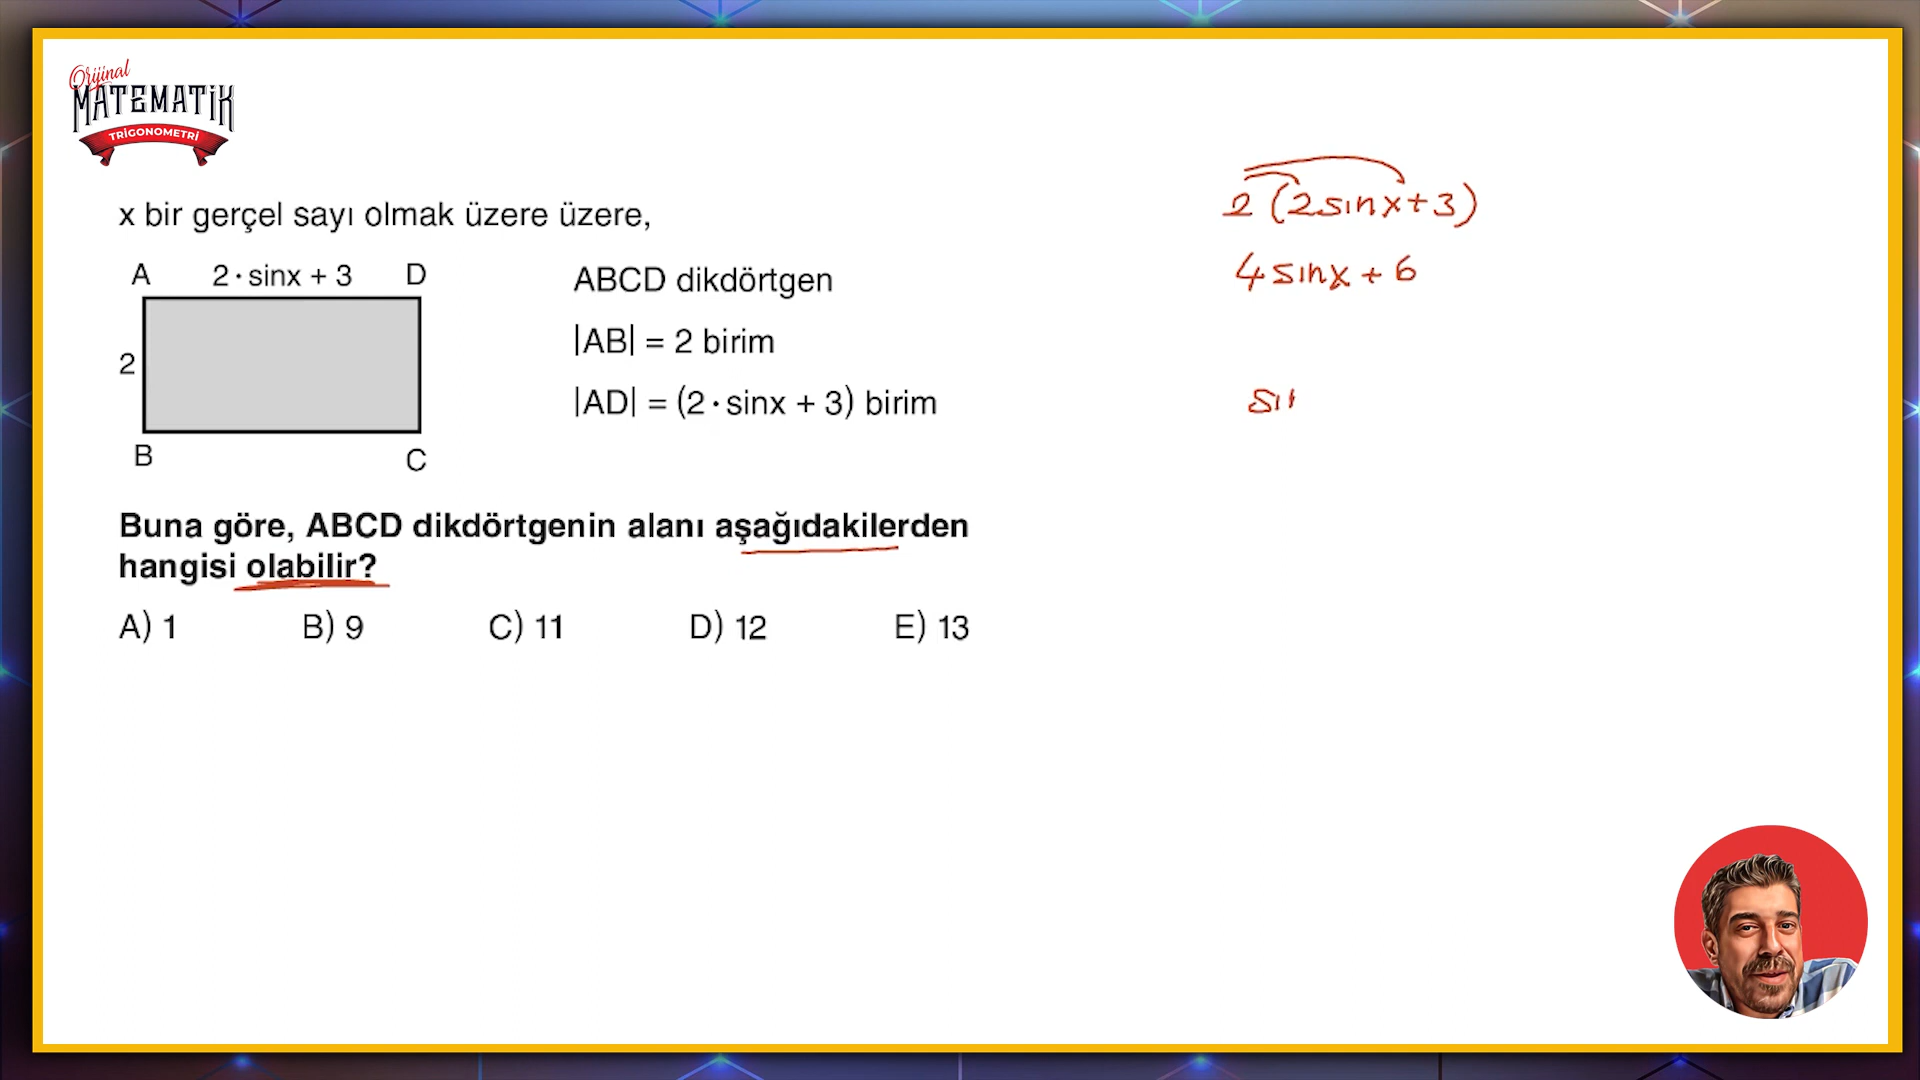 Orijinal
MATEMATİK
TRİGONOMETRİ
x bir gerçel sayı olmak üzere üzere,
A 2·sinx + 3 D
2
B C
ABCD dikdörtgen
|AB| = 2 birim
|AD| = (2·sinx + 3) birim
Buna göre, ABCD dikdörtgenin alanı aşağıdakilerden
hangisi olabilir?
A) 1 B) 9 C) 11 D) 12 E) 13
2 (2sinx+3)
4sinx + 6